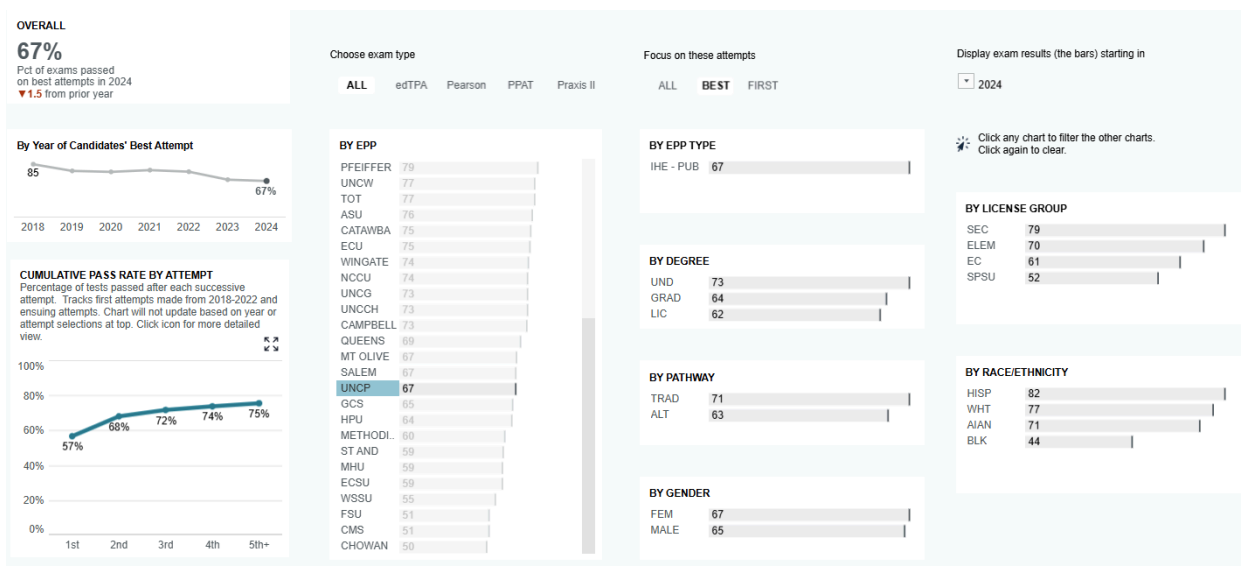 OVERALL
67%
Pct of exams passed
on best attempts in 2024
▼1.5 from prior year
By Year of Candidates' Best Attempt
85
67%
2018 2019 2020 2021 2022 2023 2024
CUMULATIVE PASS RATE BY ATTEMPT
Percentage of tests passed after each successive
attempt. Tracks first attempts made from 2018-2022 and
ensuing attempts. Chart will not update based on year or
attempt selections at top. Click icon for more detailed
view.
100%
80%
60%
40%
20%
0%
57% 68% 72% 74% 75%
1st 2nd 3rd 4th 5th+
Choose exam type
ALL edTPA Pearson PPAT Praxis II
BY EPP
PFEIFFER 79
UNCW 77
TOT 77
ASU 76
CATAWBA 75
ECU 75
WINGATE 74
NCCU 74
UNCG 73
UNCCH 73
CAMPBELL 73
QUEENS 69
MT OLIVE 67
SALEM 67
UNCP 67
GCS 65
HPU 64
METHODI.. 60
ST AND 59
MHU 59
ECSU 59
WSSU 55
FSU 51
CMS 51
CHOWAN 50
Focus on these attempts
ALL BEST FIRST
BY EPP TYPE
IHE - PUB 67
BY DEGREE
UND 73
GRAD 64
LIC 62
BY PATHWAY
TRAD 71
ALT 63
BY GENDER
FEM 67
MALE 65
Display exam results (the bars) starting in
2024
Click any chart to filter the other charts.
Click again to clear.
BY LICENSE GROUP
SEC 79
ELEM 70
EC 61
SPSU 52
BY RACE/ETHNICITY
HISP 82
WHT 77
AIAN 71
BLK 44